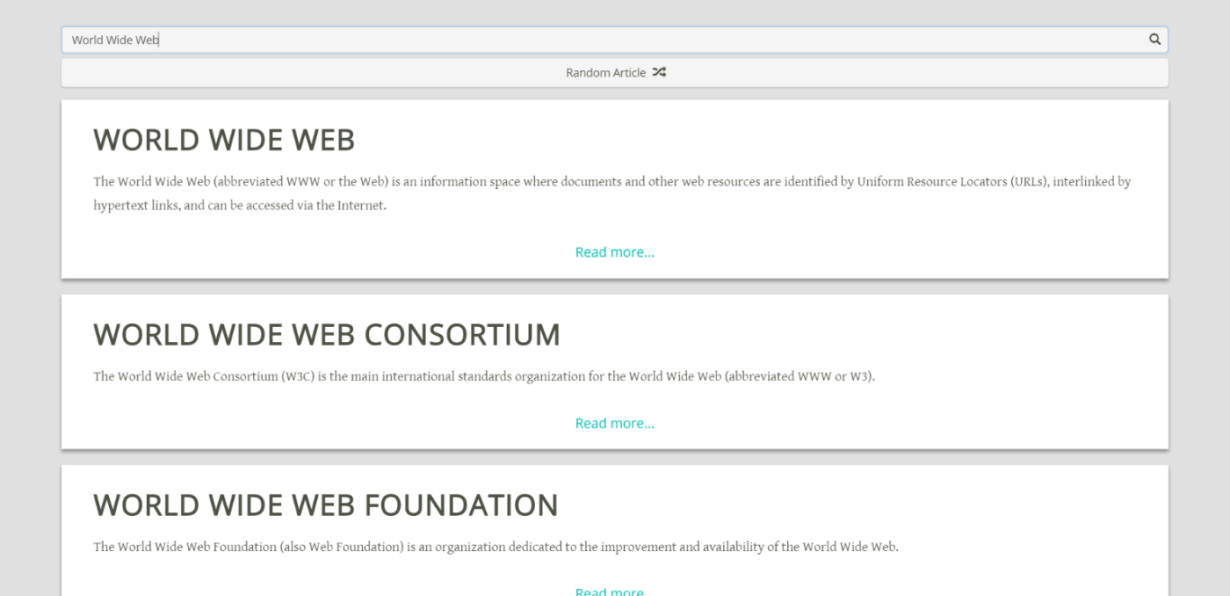 World Wide Web
Random Article
WORLD WIDE WEB
The World Wide Web (abbreviated WWW or the Web) is an information space where documents and other web resources are identified by Uniform Resource Locators (URLs), interlinked by
hypertext links, and can be accessed via the Internet.
Read more...
WORLD WIDE WEB CONSORTIUM
The World Wide Web Consortium (W3C) is the main international standards organization for the World Wide Web (abbreviated WWW or W3).
Read more...
WORLD WIDE WEB FOUNDATION
The World Wide Web Foundation (also Web Foundation) is an organization dedicated to the improvement and availability of the World Wide Web.
Read more